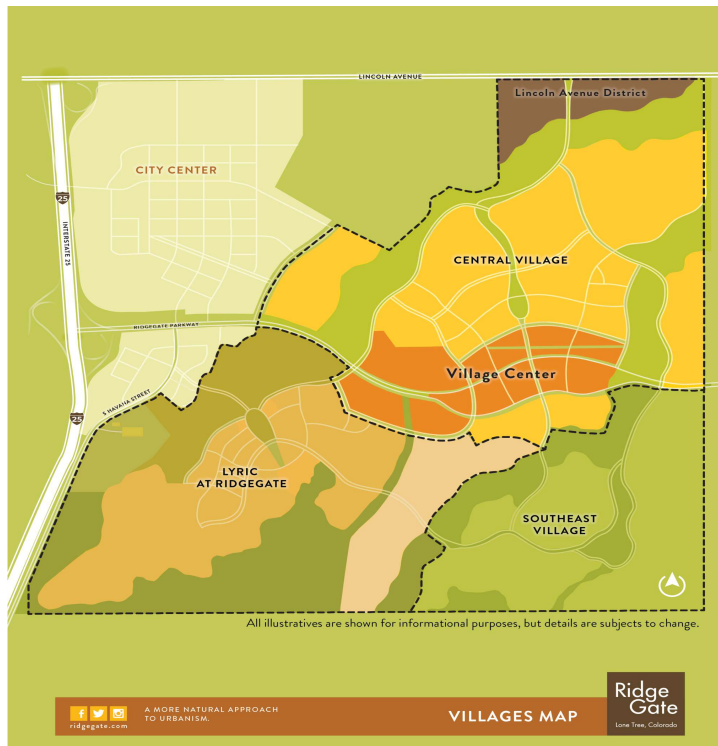 LINCOLN AVENUE
Lincoln Avenue District
CITY CENTER
25
INTERSTATE 25
CENTRAL VILLAGE
RIDGEGATE PARKWAY
Village Center
S HAVANA STREET
25
LYRIC
AT RIDGEGATE
SOUTHEAST
VILLAGE
All illustratives are shown for informational purposes, but details are subjects to change.
ridgegate.com
A MORE NATURAL APPROACH
TO URBANISM.
VILLAGES MAP
Ridge
Gate
Lone Tree, Colorado